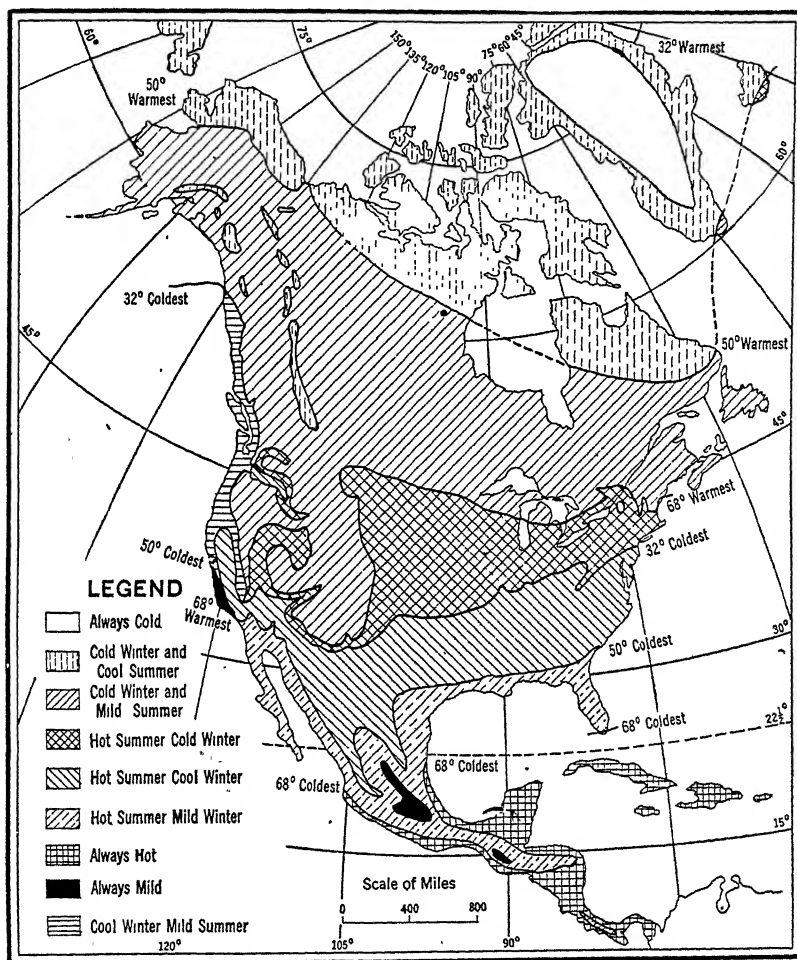 60°
75°
150°
135°
120°
105°
90°
75°
60°
45°
32° Warmest
50°
Warmest
60°
32° Coldest
45°
50° Warmest
45°
68° Warmest
32° Coldest
50° Coldest
68°
Warmest
30°
50° Coldest
68° Coldest
22½°
68° Coldest
68° Coldest
15°
LEGEND
Always Cold
Cold Winter and
Cool Summer
Cold Winter and
Mild Summer
Hot Summer Cold Winter
Hot Summer Cool Winter
Hot Summer Mild Winter
Always Hot
Always Mild
Cool Winter Mild Summer
Scale of Miles
0 400 800
120°
105°
90°